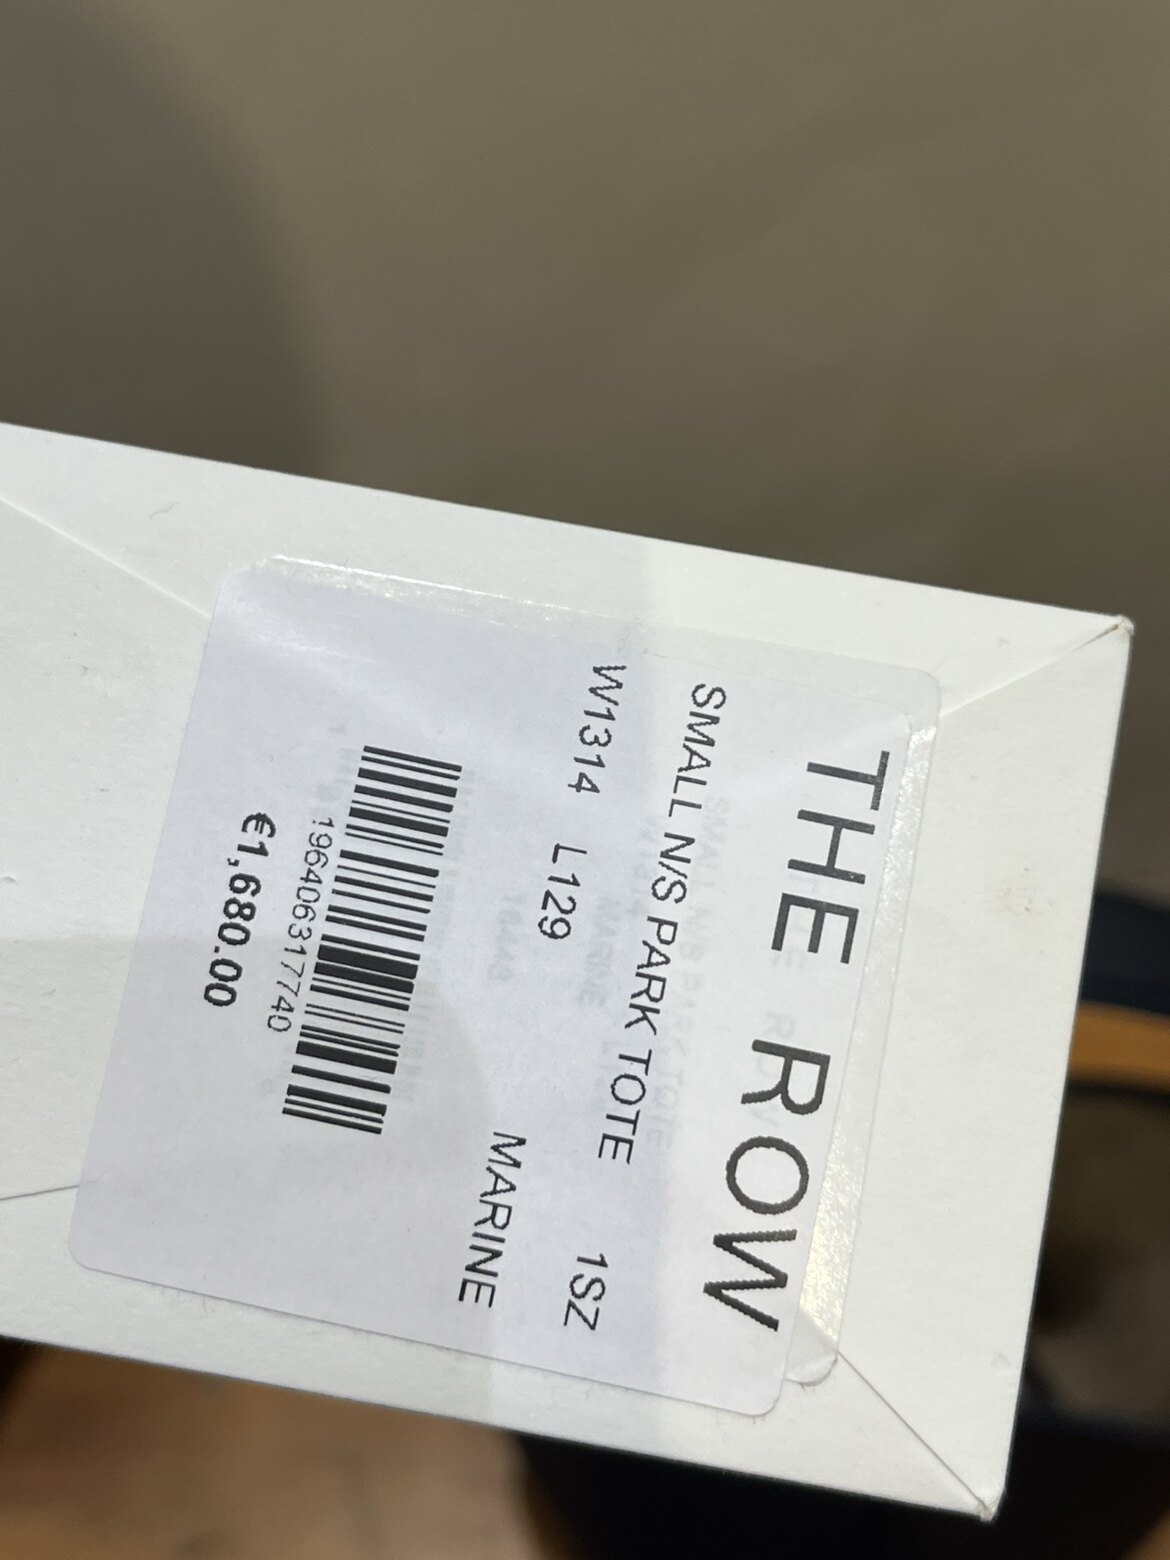 THE ROW
SMALL N/S PARK TOTE
W1314 L129 1SZ
MARINE
196406317740
€1,680.00